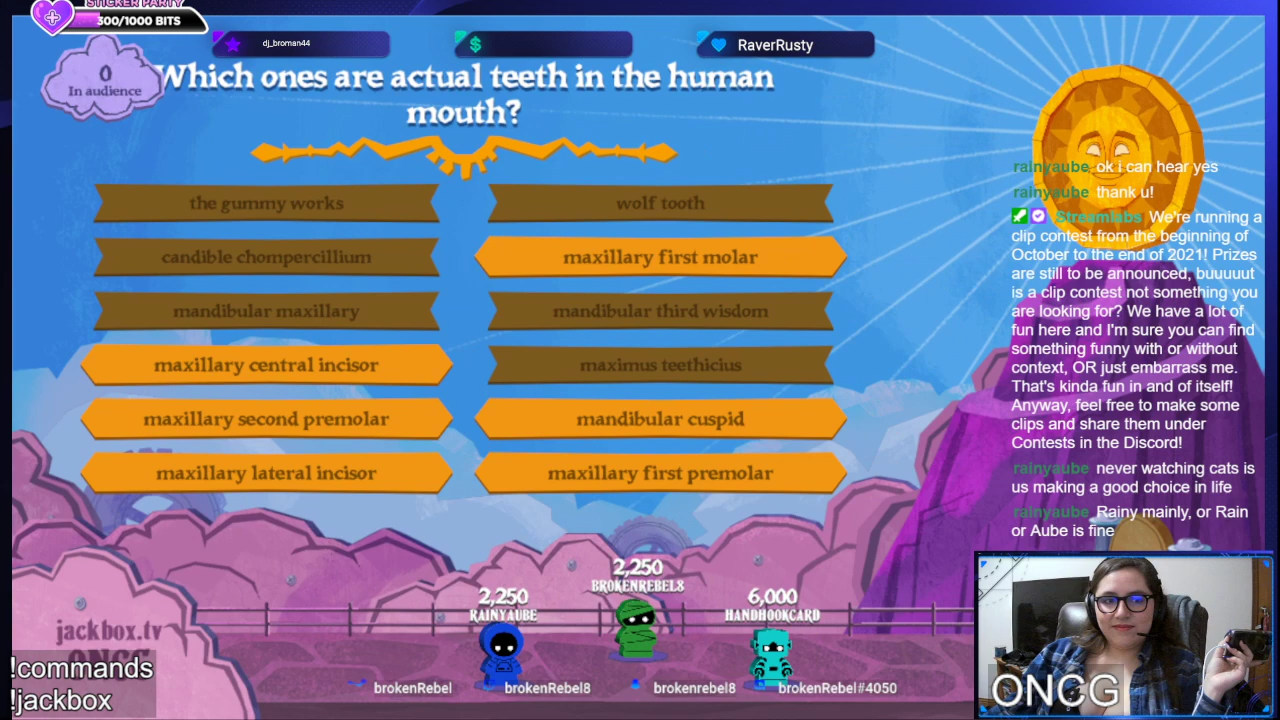 STICKER PARTY
300/1000 BITS
dj_broman44
$
RaverRusty
0
In audience
Which ones are actual teeth in the human
mouth?
the gummy works
wolf tooth
candible chompercillium
maxillary first molar
mandibular maxillary
mandibular third wisdom
maxillary central incisor
maximus teethicius
maxillary second premolar
mandibular cuspid
maxillary lateral incisor
maxillary first premolar
rainyaube ok i can hear yes
rainyaube thank u!
Streamlabs We're running a
clip contest from the beginning of
October to the end of 2021! Prizes
are still to be announced, buuuuut
is a clip contest not something you
are looking for? We have a lot of
fun here and I'm sure you can find
something funny with or without
context, OR just embarrass me.
That's kinda fun in and of itself!
Anyway, feel free to make some
clips and share them under
Contests in the Discord!
rainyaube never watching cats is
us making a good choice in life
rainyaube Rainy mainly, or Rain
or Aube is fine
2,250
RAINYAUBE
2,250
BROKENREBEL8
6,000
HANDHOOKCARD
jackbox.tv
!commands
!jackbox
brokenRebel
brokenRebel8
brokenrebel8
brokenRebel#4050
ONCG